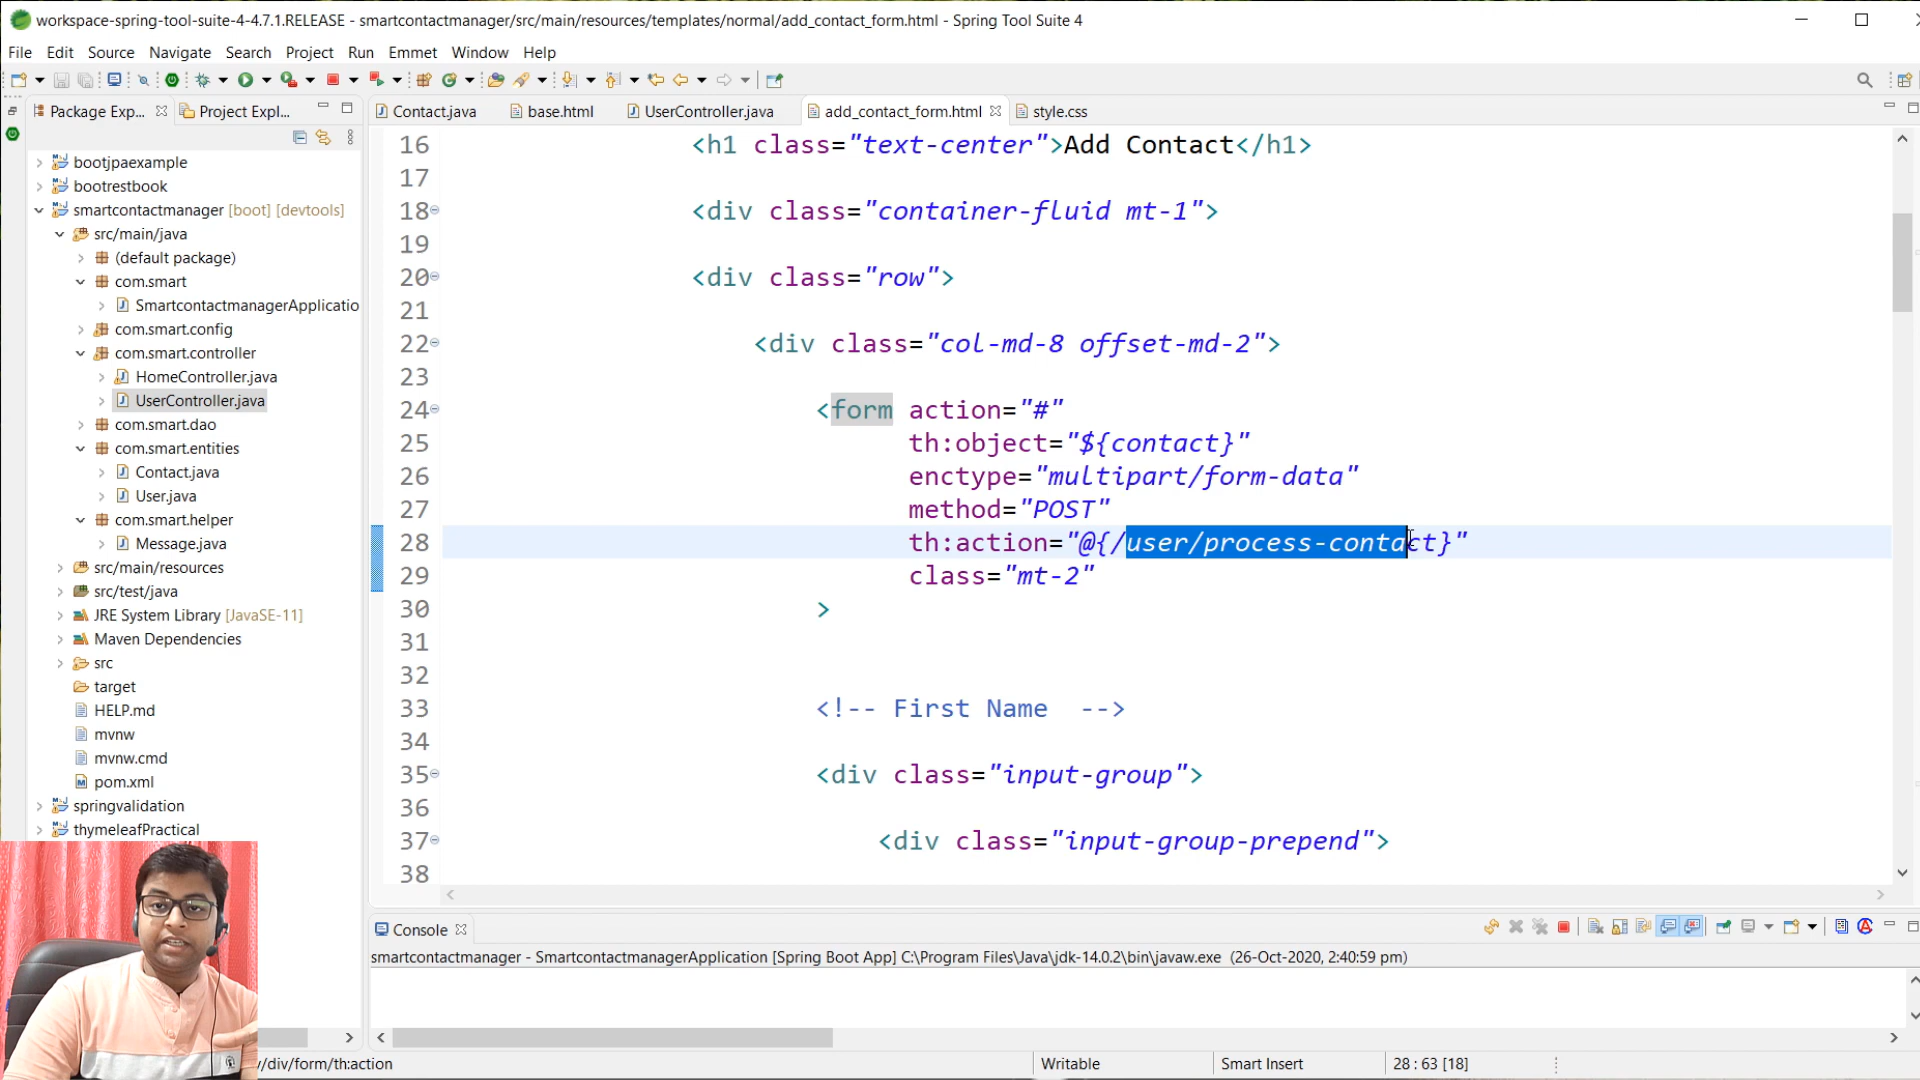 workspace-spring-tool-suite-4-4.7.1.RELEASE - smartcontactmanager/src/main/resources/templates/normal/add_contact_form.html - Spring Tool Suite 4
File Edit Source Search Navigate Project Run Emmet Window Help
Package Exp... Project Expl...
Contact.java base.html UserController.java add_contact_form.html style.css
bootjpaexample
bootrestbook
smartcontactmanager [boot] [devtools]
src/main/java
(default package)
com.smart
SmartcontactmanagerApplicatio
com.smart.config
com.smart.controller
HomeController.java
UserController.java
com.smart.dao
com.smart.entities
Contact.java
User.java
com.smart.helper
Message.java
src/main/resources
src/test/java
JRE System Library [JavaSE-11]
Maven Dependencies
src
target
HELP.md
mvnw
mvnw.cmd
pom.xml
springvalidation
thymeleafPractical
16 <h1 class="text-center">Add Contact</h1>
17
18 <div class="container-fluid mt-1">
19
20 <div class="row">
21
22 <div class="col-md-8 offset-md-2">
23
24 <form action="#"
25 th:object="${contact}"
26 enctype="multipart/form-data"
27 method="POST"
28 th:action="@{/user/process-contact}"
29 class="mt-2"
30 >
31
32
33 <!-- First Name -->
34
35 <div class="input-group">
36
37 <div class="input-group-prepend">
38
Console
smartcontactmanager - SmartcontactmanagerApplication [Spring Boot App] C:\Program Files\Java\jdk-14.0.2\bin\javaw.exe (26-Oct-2020, 2:40:59 pm)
/div/form/th:action Writable Smart Insert 28 : 63 [18]